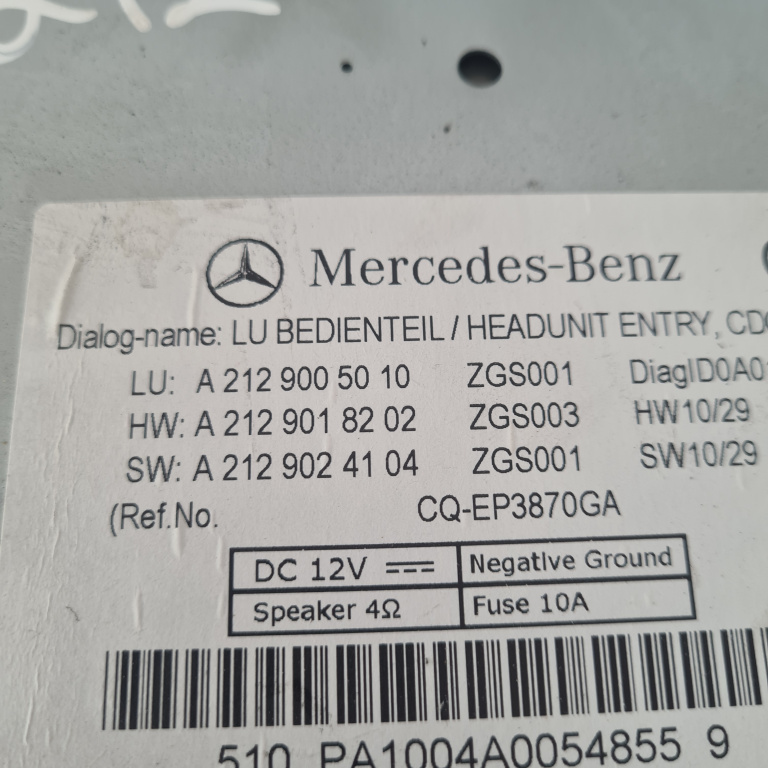 Mercedes-Benz
Dialog-name: LU BEDIENTEIL / HEADUNIT ENTRY, CD
LU: A 212 900 50 10 ZGS001 DiagID0A0
HW: A 212 901 82 02 ZGS003 HW10/29
SW: A 212 902 41 04 ZGS001 SW10/29
(Ref.No. CQ-EP3870GA
DC 12V Negative Ground
Speaker 4Ω Fuse 10A
510 PA1004A0054855 9